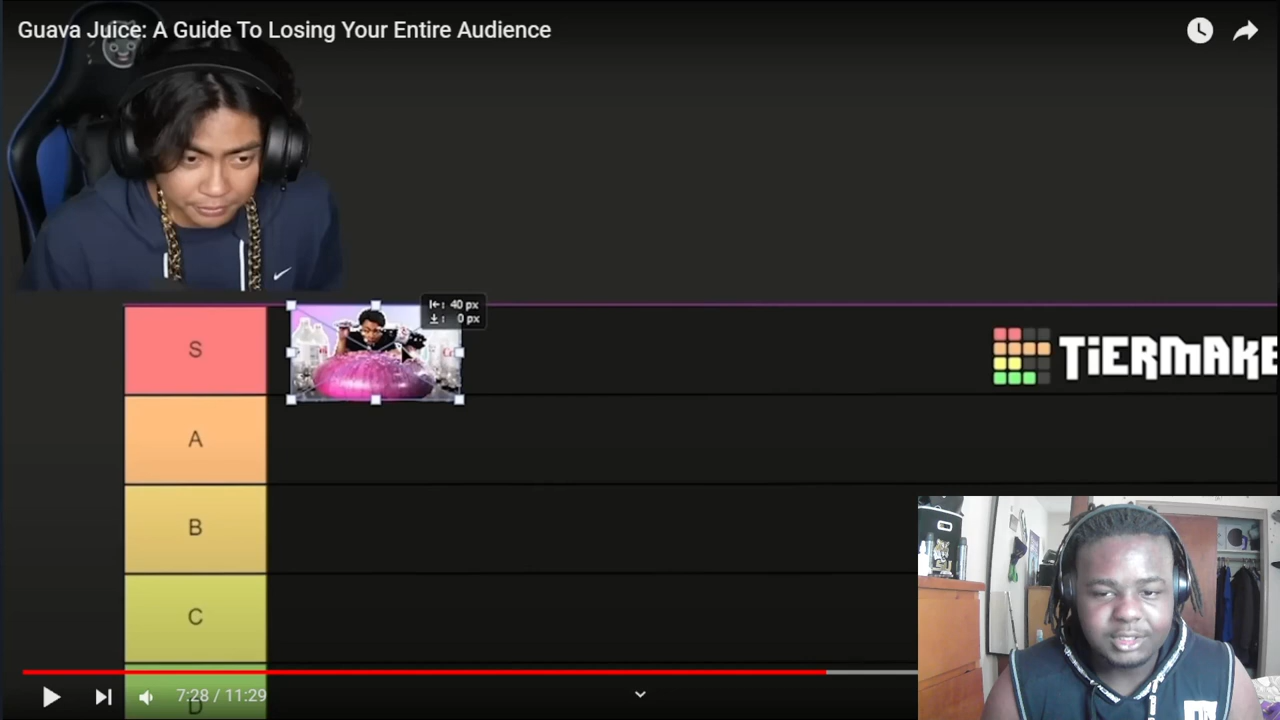 Guava Juice: A Guide To Losing Your Entire Audience
40 px
0 px
S
TiERMAKE
A
B
C
7:28 / 11:29
D